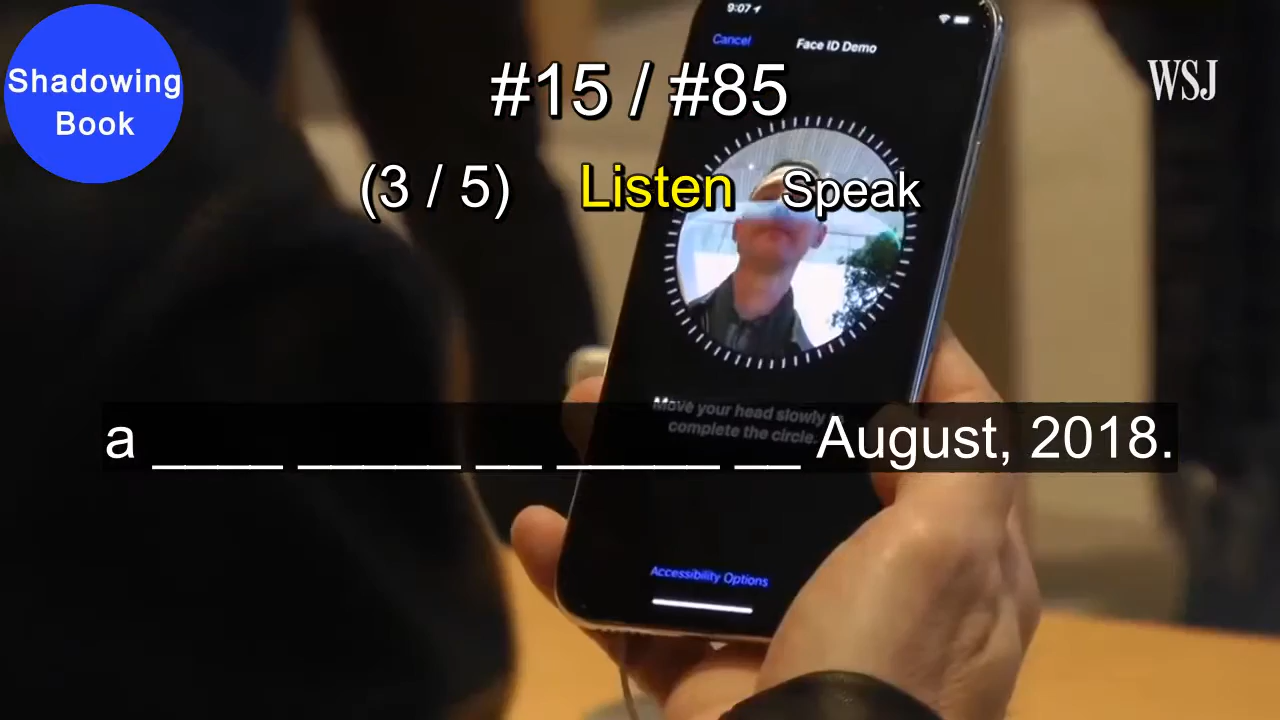 9:07
Cancel
Face ID Demo
WSJ
Shadowing
Book
#15 / #85
(3 / 5) Listen Speak
Move your head slowly to
complete the circle.
a ____ _____ __ _____ __ August, 2018.
Accessibility Options